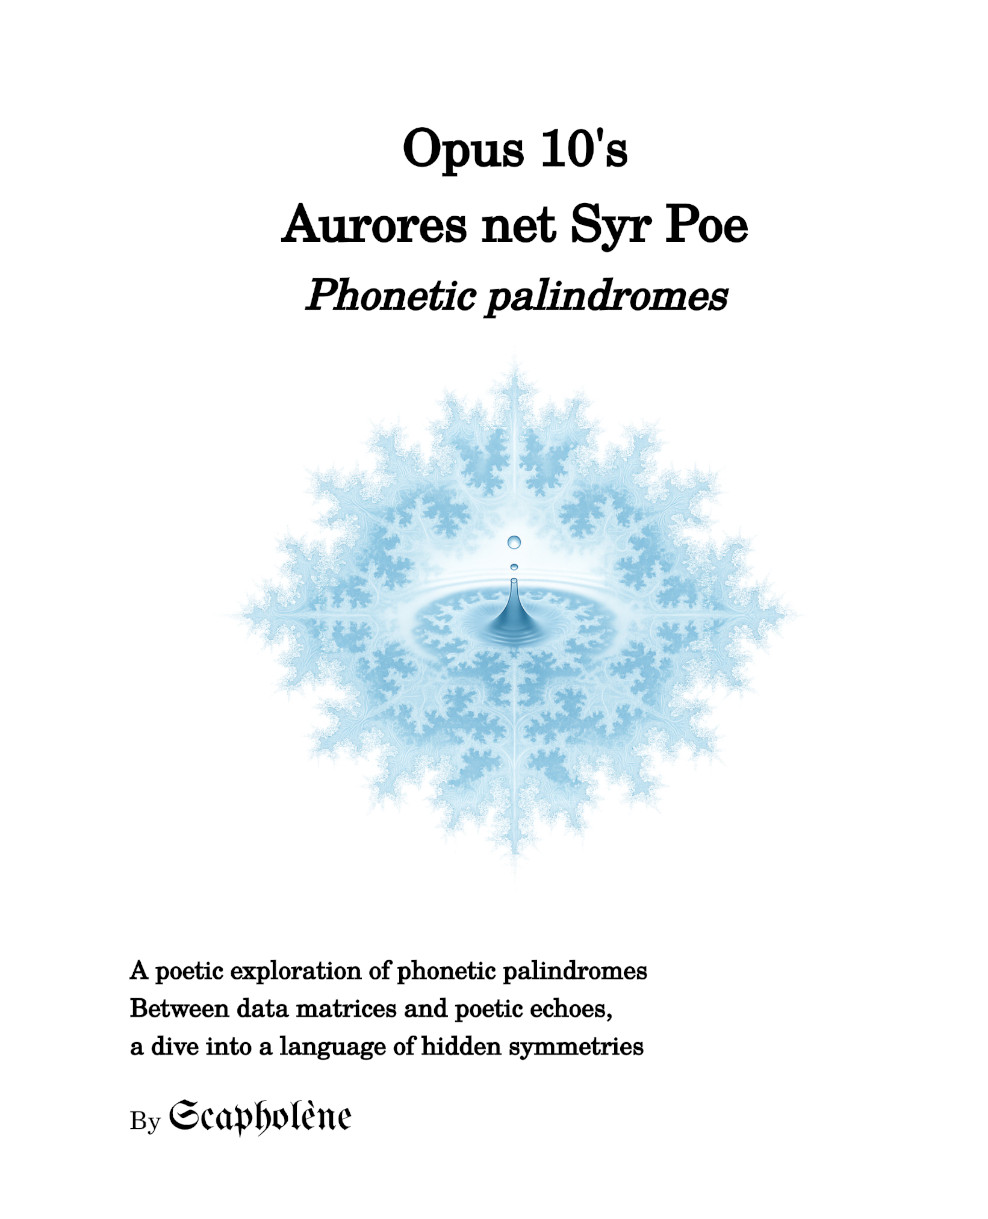 Opus 10's
Aurores net Syr Poe
Phonetic palindromes
A poetic exploration of phonetic palindromes
Between data matrices and poetic echoes,
a dive into a language of hidden symmetries
By Scapholène